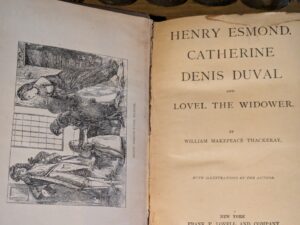 HENRY ESMOND,
CATHERINE
DENIS DUVAL
AND
LOVEL THE WIDOWER.
BY
WILLIAM MAKEPEACE THACKERAY.
WITH ILLUSTRATIONS BY THE AUTHOR.
NEW YORK
FRANK F. LOVELL AND COMPANY